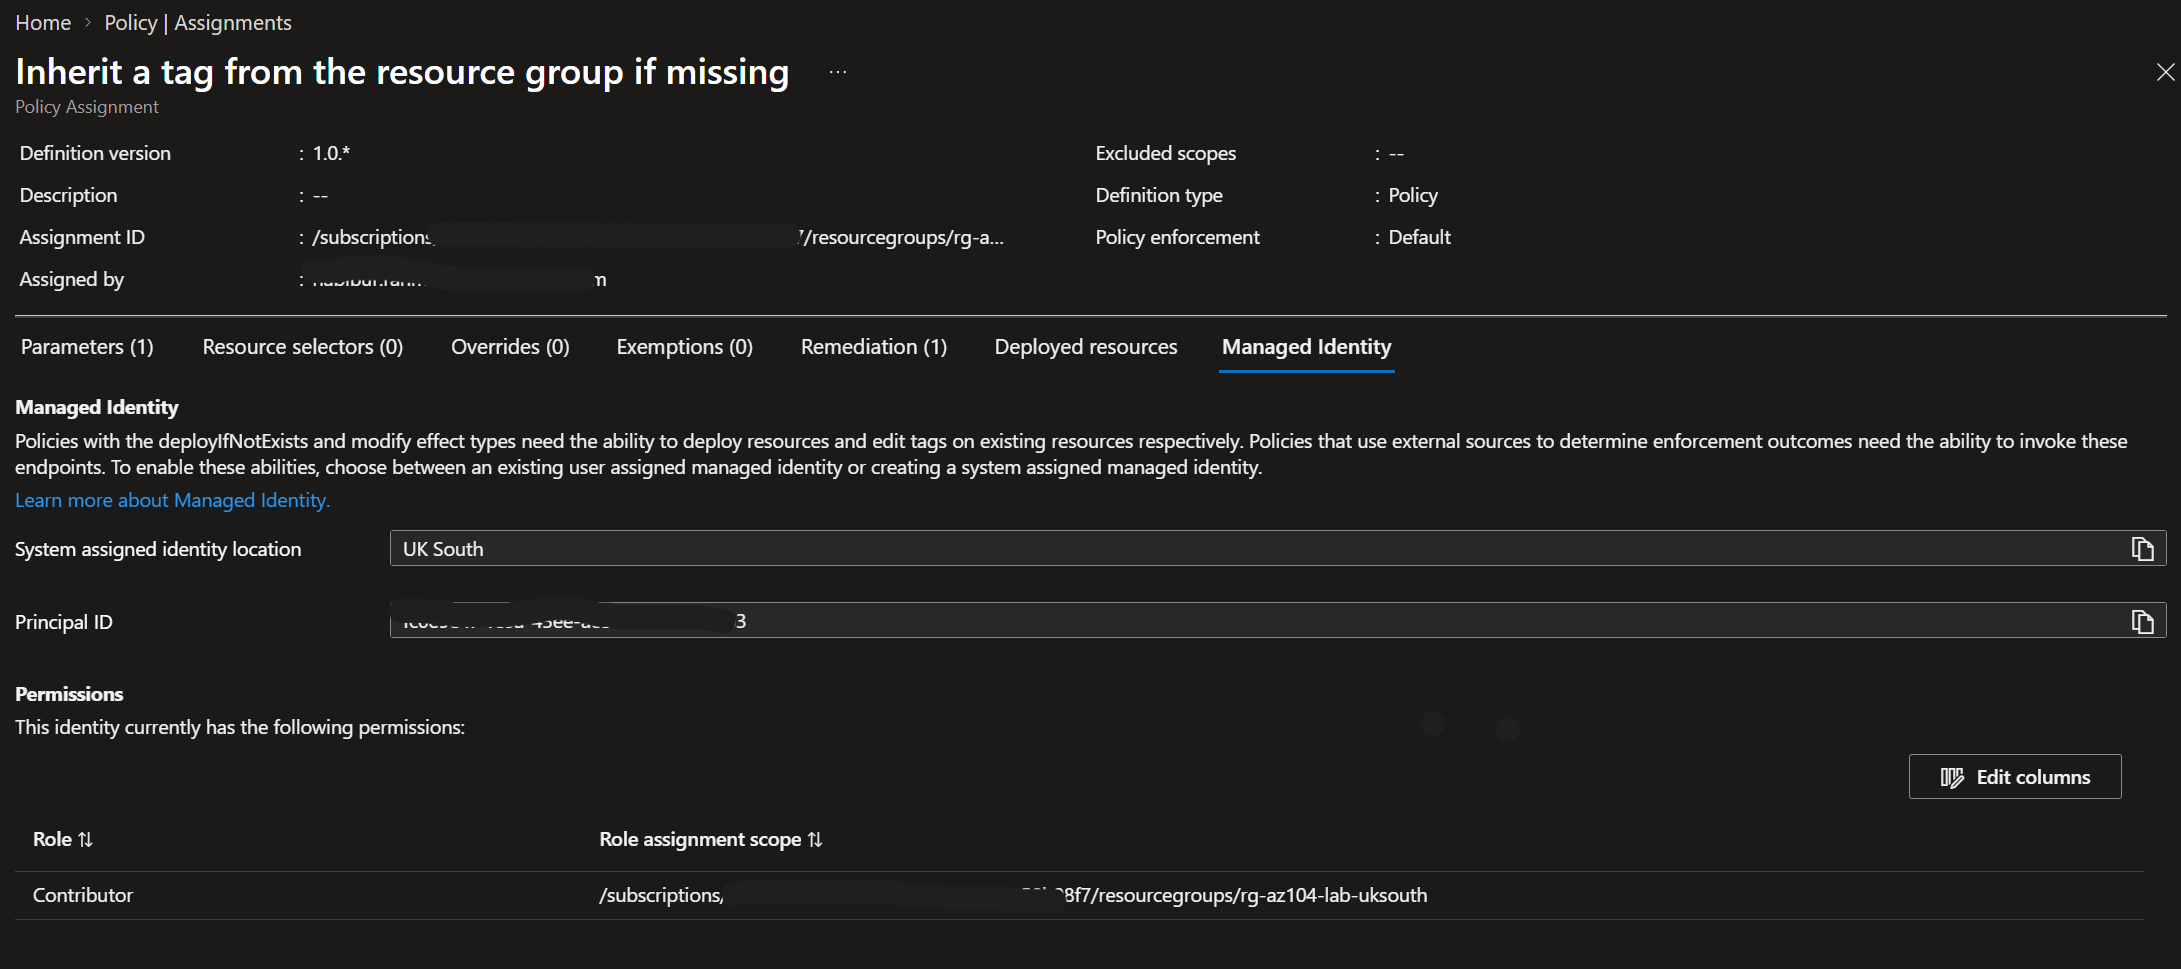 Home > Policy | Assignments
Inherit a tag from the resource group if missing ...
Policy Assignment
Definition version : 1.0.*
Excluded scopes : --
Description : --
Definition type : Policy
Assignment ID : /subscriptions /resourcegroups/rg-a...
Policy enforcement : Default
Assigned by : m
Parameters (1) Resource selectors (0) Overrides (0) Exemptions (0) Remediation (1) Deployed resources Managed Identity
Managed Identity
Policies with the deployIfNotExists and modify effect types need the ability to deploy resources and edit tags on existing resources respectively. Policies that use external sources to determine enforcement outcomes need the ability to invoke these
endpoints. To enable these abilities, choose between an existing user assigned managed identity or creating a system assigned managed identity.
Learn more about Managed Identity.
System assigned identity location UK South
Principal ID 3
Permissions
This identity currently has the following permissions:
Edit columns
Role Role assignment scope
Contributor /subscriptions 8f7/resourcegroups/rg-az104-lab-uksouth